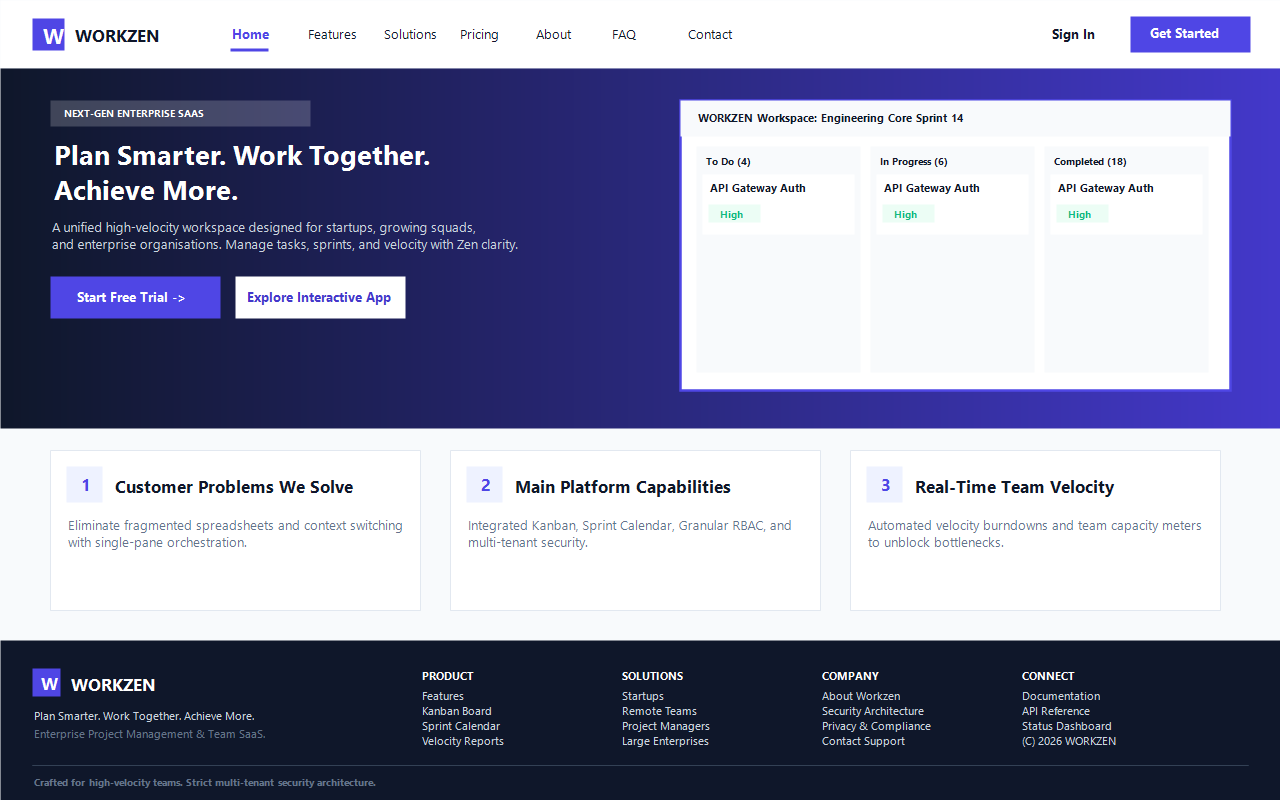 W WORKZEN
Home Features Solutions Pricing About FAQ Contact Sign In Get Started
NEXT-GEN ENTERPRISE SAAS
Plan Smarter. Work Together.
Achieve More.
A unified high-velocity workspace designed for startups, growing squads,
and enterprise organisations. Manage tasks, sprints, and velocity with Zen clarity.
Start Free Trial ->
Explore Interactive App
WORKZEN Workspace: Engineering Core Sprint 14
To Do (4)
API Gateway Auth
High
In Progress (6)
API Gateway Auth
High
Completed (18)
API Gateway Auth
High
1 Customer Problems We Solve
Eliminate fragmented spreadsheets and context switching
with single-pane orchestration.
2 Main Platform Capabilities
Integrated Kanban, Sprint Calendar, Granular RBAC, and
multi-tenant security.
3 Real-Time Team Velocity
Automated velocity burndowns and team capacity meters
to unblock bottlenecks.
W WORKZEN
Plan Smarter. Work Together. Achieve More.
Enterprise Project Management & Team SaaS.
PRODUCT
Features
Kanban Board
Sprint Calendar
Velocity Reports
SOLUTIONS
Startups
Remote Teams
Project Managers
Large Enterprises
COMPANY
About Workzen
Security Architecture
Privacy & Compliance
Contact Support
CONNECT
Documentation
API Reference
Status Dashboard
(C) 2026 WORKZEN
Crafted for high-velocity teams. Strict multi-tenant security architecture.